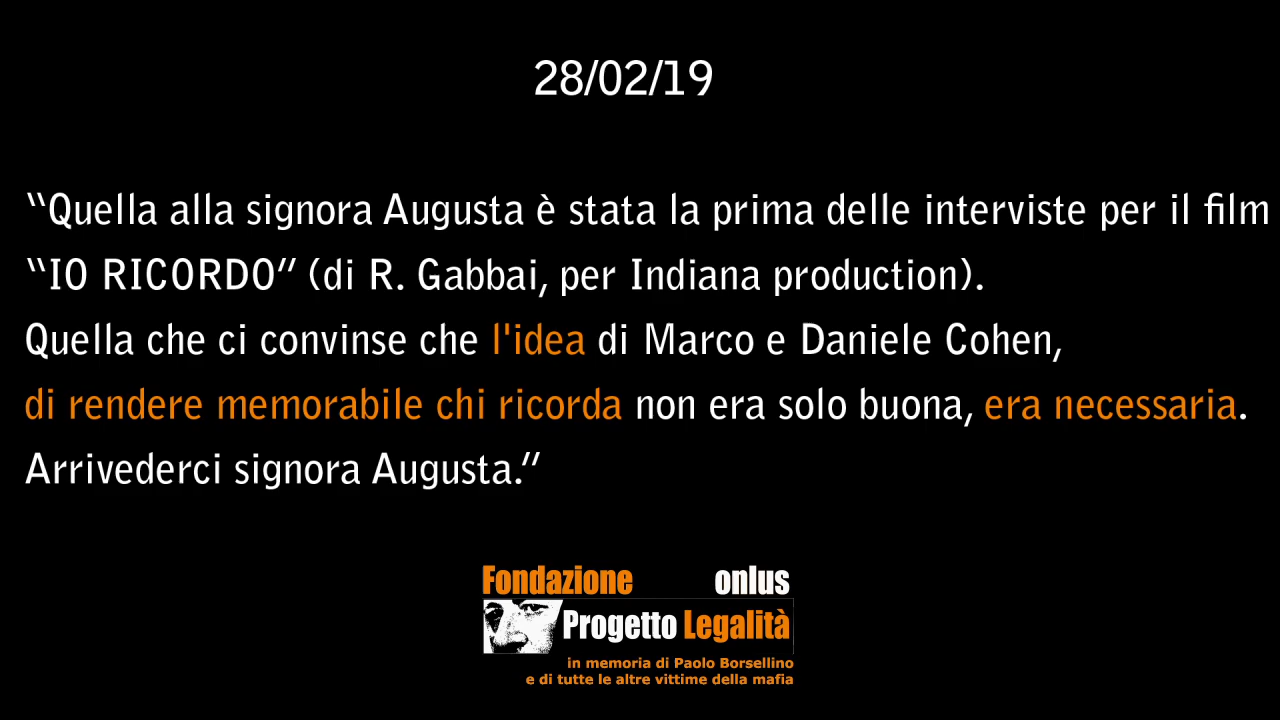 28/02/19
“Quella alla signora Augusta è stata la prima delle interviste per il film
“IO RICORDO” (di R. Gabbai, per Indiana production).
Quella che ci convinse che l'idea di Marco e Daniele Cohen,
di rendere memorabile chi ricorda non era solo buona, era necessaria.
Arrivederci signora Augusta.”
Fondazione onlus
Progetto Legalità
in memoria di Paolo Borsellino
e di tutte le altre vittime della mafia